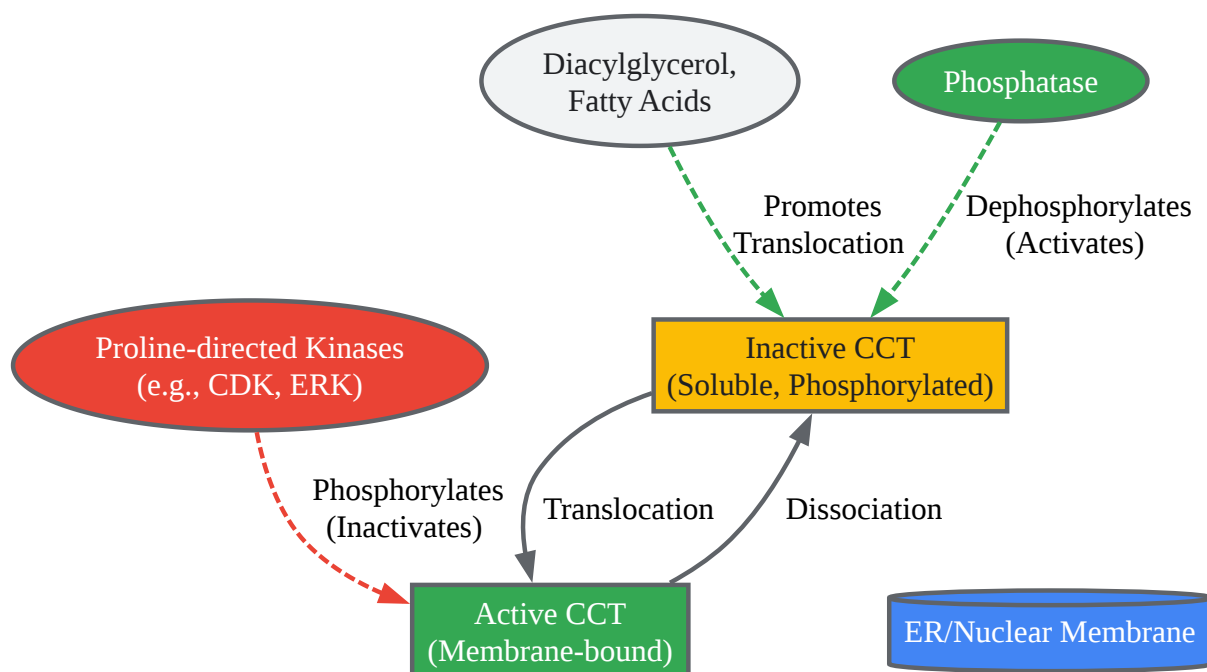 Diacylglycerol,
Fatty Acids
Phosphatase
Promotes
Translocation
Dephosphorylates
(Activates)
Proline-directed Kinases
(e.g., CDK, ERK)
Inactive CCT
(Soluble, Phosphorylated)
Phosphorylates
(Inactivates)
Translocation
Dissociation
Active CCT
(Membrane-bound)
ER/Nuclear Membrane